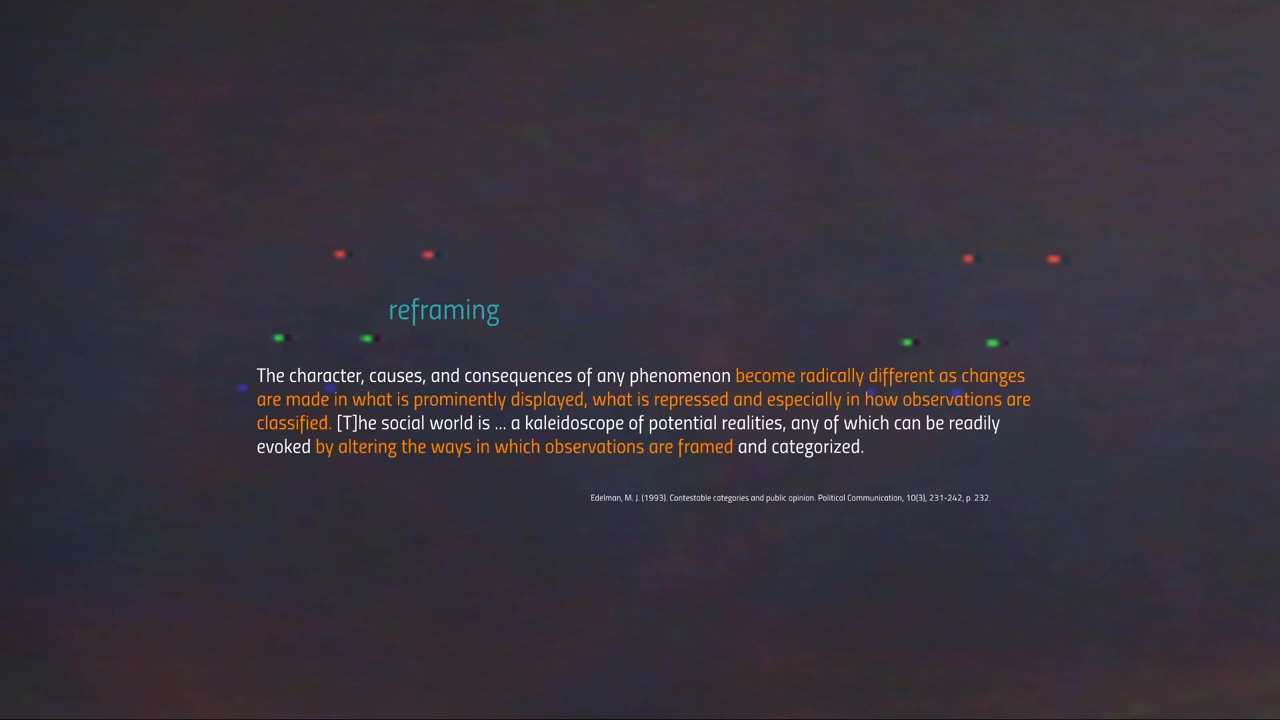 reframing
The character, causes, and consequences of any phenomenon become radically different as changes
are made in what is prominently displayed, what is repressed and especially in how observations are
classified. [T]he social world is ... a kaleidoscope of potential realities, any of which can be readily
evoked by altering the ways in which observations are framed and categorized.
Edelman, M. J. (1993). Contestable categories and public opinion. Political Communication, 10(3), 231-242, p. 232.